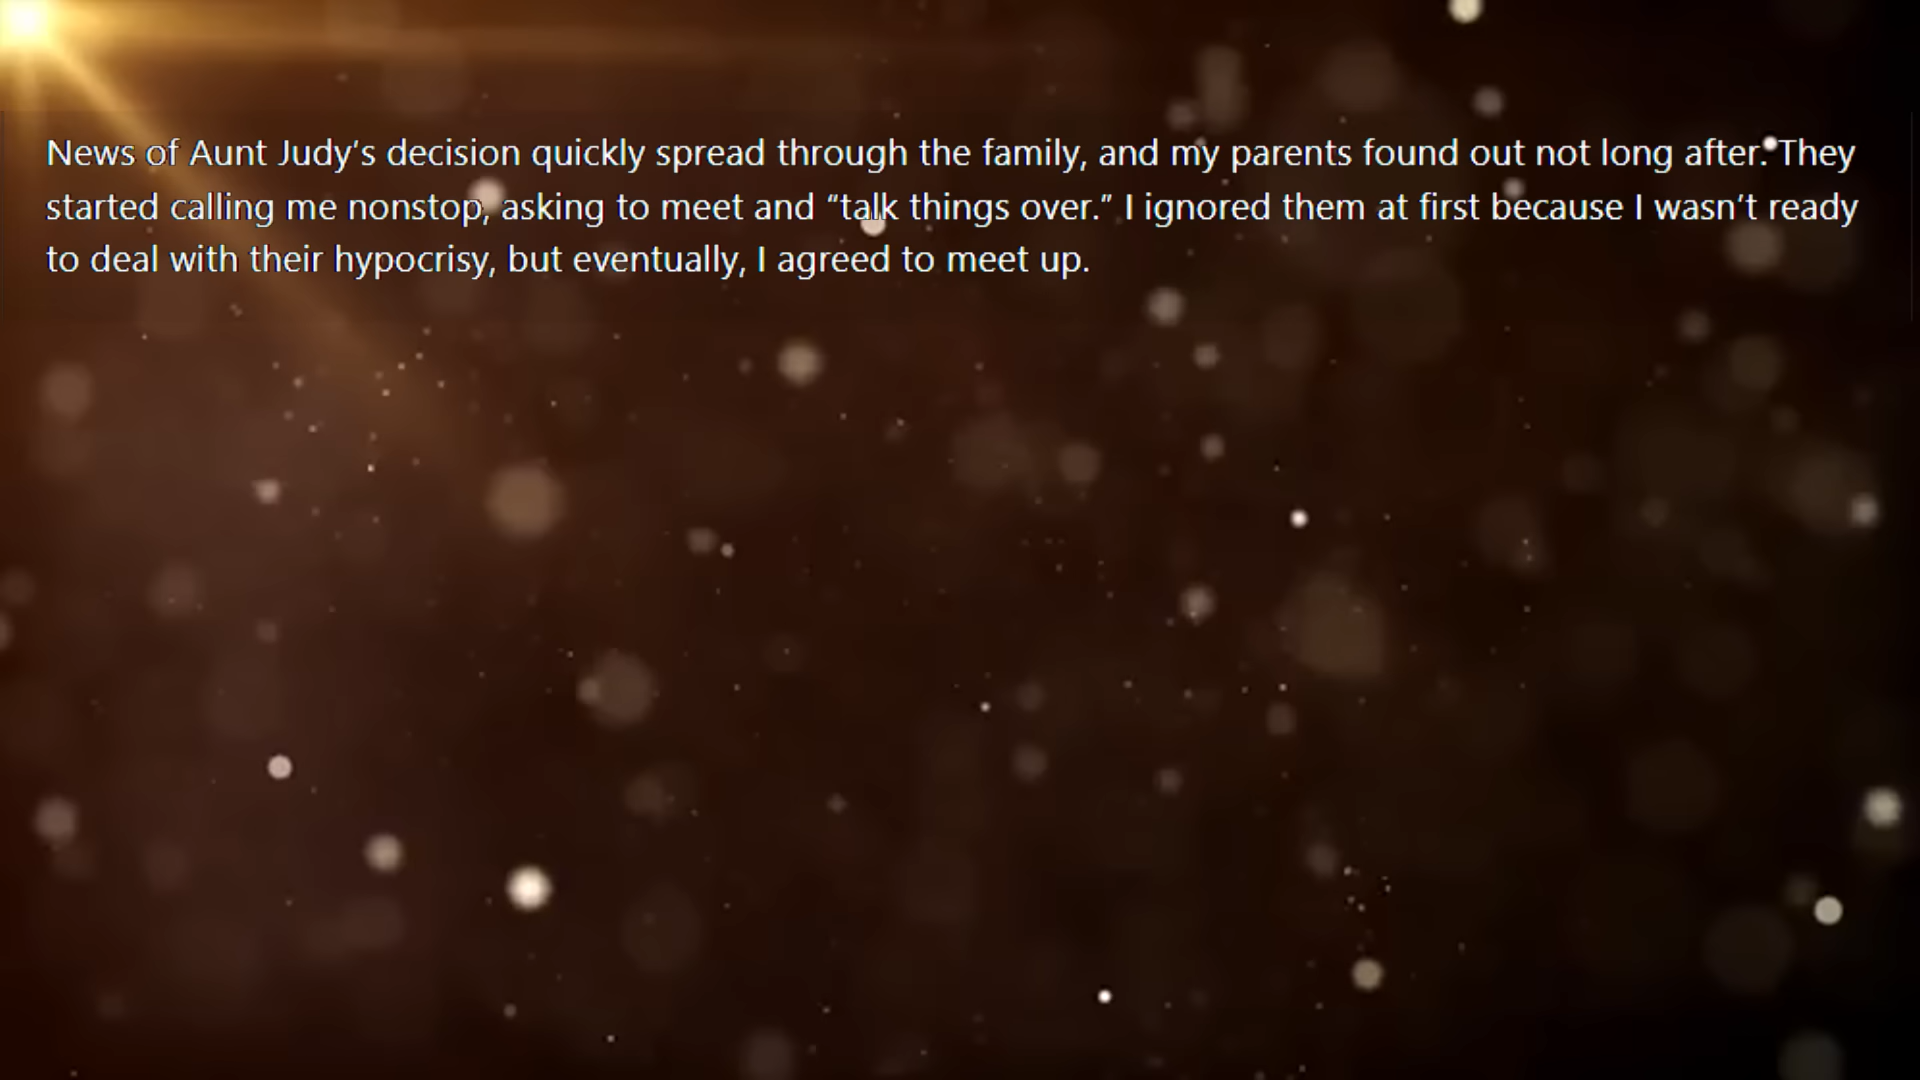 News of Aunt Judy’s decision quickly spread through the family, and my parents found out not long after. They
started calling me nonstop, asking to meet and “talk things over.” I ignored them at first because I wasn’t ready
to deal with their hypocrisy, but eventually, I agreed to meet up.